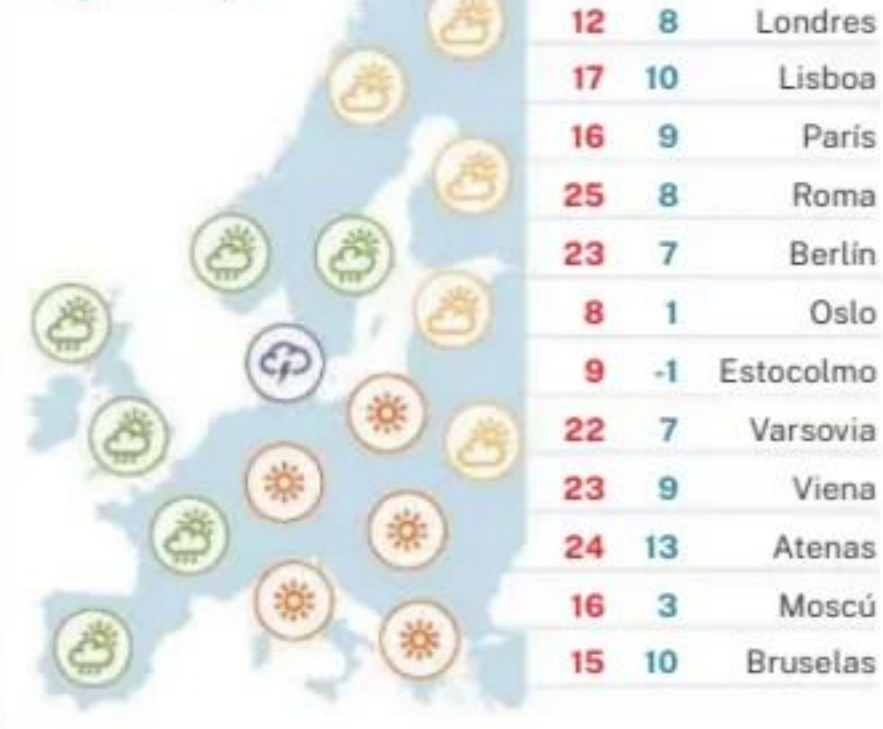 12 8 Londres
17 10 Lisboa
16 9 París
25 8 Roma
23 7 Berlín
8 1 Oslo
9 -1 Estocolmo
22 7 Varsovia
23 9 Viena
24 13 Atenas
16 3 Moscú
15 10 Bruselas